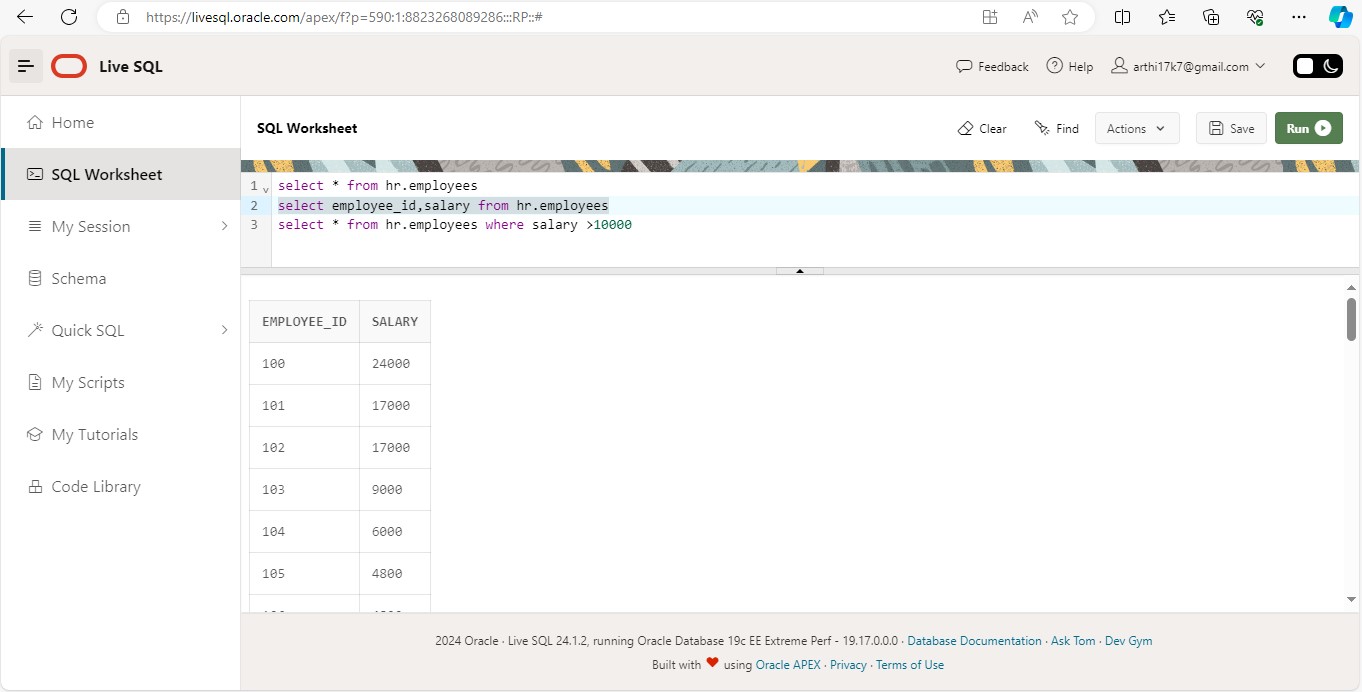 https://livesql.oracle.com/apex/f?p=590:1:8823268089286:::RP::#
Live SQL
Feedback
Help
arthi17k7@gmail.com
Home
SQL Worksheet
My Session
Schema
Quick SQL
My Scripts
My Tutorials
Code Library
SQL Worksheet
Clear
Find
Actions
Save
Run
1 select * from hr.employees
2 select employee_id,salary from hr.employees
3 select * from hr.employees where salary >10000
EMPLOYEE_ID SALARY
100 24000
101 17000
102 17000
103 9000
104 6000
105 4800
2024 Oracle · Live SQL 24.1.2, running Oracle Database 19c EE Extreme Perf - 19.17.0.0.0 · Database Documentation · Ask Tom · Dev Gym
Built with ❤ using Oracle APEX · Privacy · Terms of Use